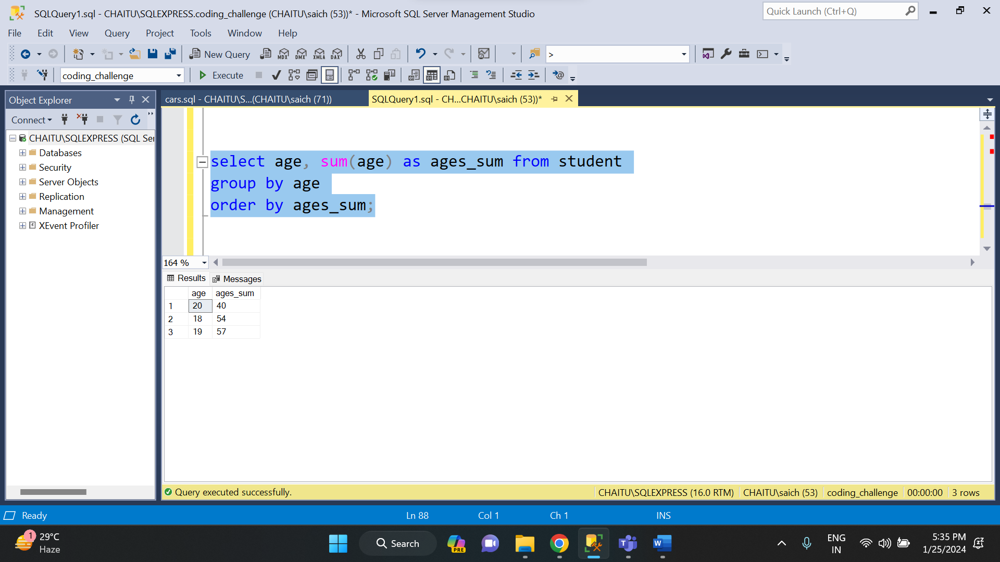 SQLQuery1.sql - CHAITU\SQLEXPRESS.coding_challenge (CHAITU\saich (53))* - Microsoft SQL Server Management Studio
Quick Launch (Ctrl+Q)
File Edit View Query Project Tools Window Help
New Query MDX DMX XMLA DAX >
coding_challenge Execute
Object Explorer
cars.sql - CHAITU\S...(CHAITU\saich (71)) SQLQuery1.sql - CH...CHAITU\saich (53))*
Connect
CHAITU\SQLEXPRESS (SQL Ser
Databases
Security
Server Objects
Replication
Management
XEvent Profiler
select age, sum(age) as ages_sum from student
group by age
order by ages_sum;
164 %
Results Messages
age ages_sum
1 20 40
2 18 54
3 19 57
Query executed successfully. CHAITU\SQLEXPRESS (16.0 RTM) CHAITU\saich (53) coding_challenge 00:00:00 3 rows
Ready Ln 88 Col 1 Ch 1 INS
1 29°C
Haze
Search
PRE
ENG
IN
5:35 PM
1/25/2024